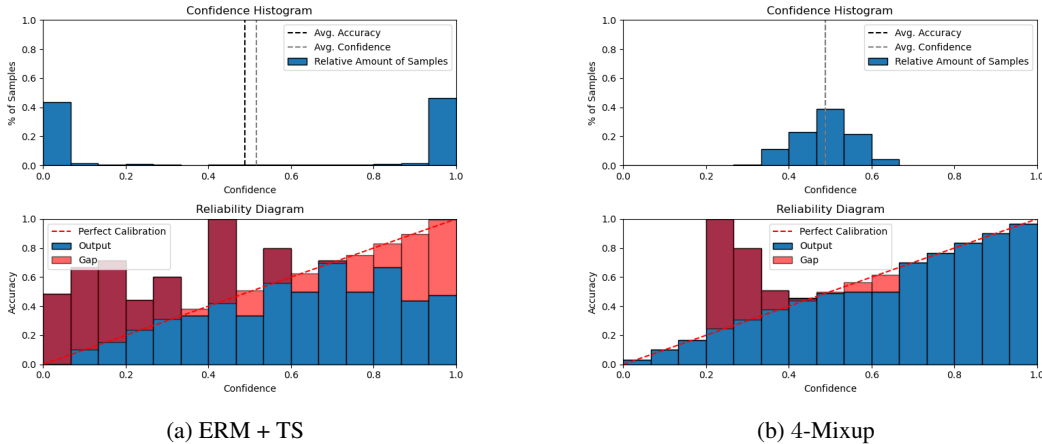 Confidence Histogram
Avg. Accuracy
Avg. Confidence
Relative Amount of Samples
% of Samples
1.0
0.8
0.6
0.4
0.2
0.0
0.0 0.2 0.4 0.6 0.8 1.0
Confidence
Reliability Diagram
Perfect Calibration
Output
Gap
Accuracy
1.0
0.8
0.6
0.4
0.2
0.0
0.0 0.2 0.4 0.6 0.8 1.0
Confidence
(a) ERM + TS
Confidence Histogram
Avg. Accuracy
Avg. Confidence
Relative Amount of Samples
% of Samples
1.0
0.8
0.6
0.4
0.2
0.0
0.0 0.2 0.4 0.6 0.8 1.0
Confidence
Reliability Diagram
Perfect Calibration
Output
Gap
Accuracy
1.0
0.8
0.6
0.4
0.2
0.0
0.0 0.2 0.4 0.6 0.8 1.0
Confidence
(b) 4-Mixup